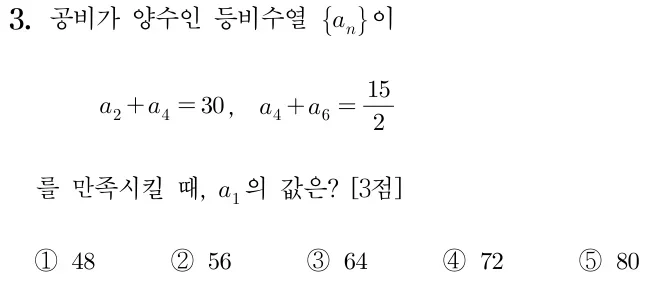 3. 공비가 양수인 등비수열 {aₙ}이
a₂+a₄=30, a₄+a₆=15/2
를 만족시킬 때, a₁의 값은? [3점]
① 48 ② 56 ③ 64 ④ 72 ⑤ 80